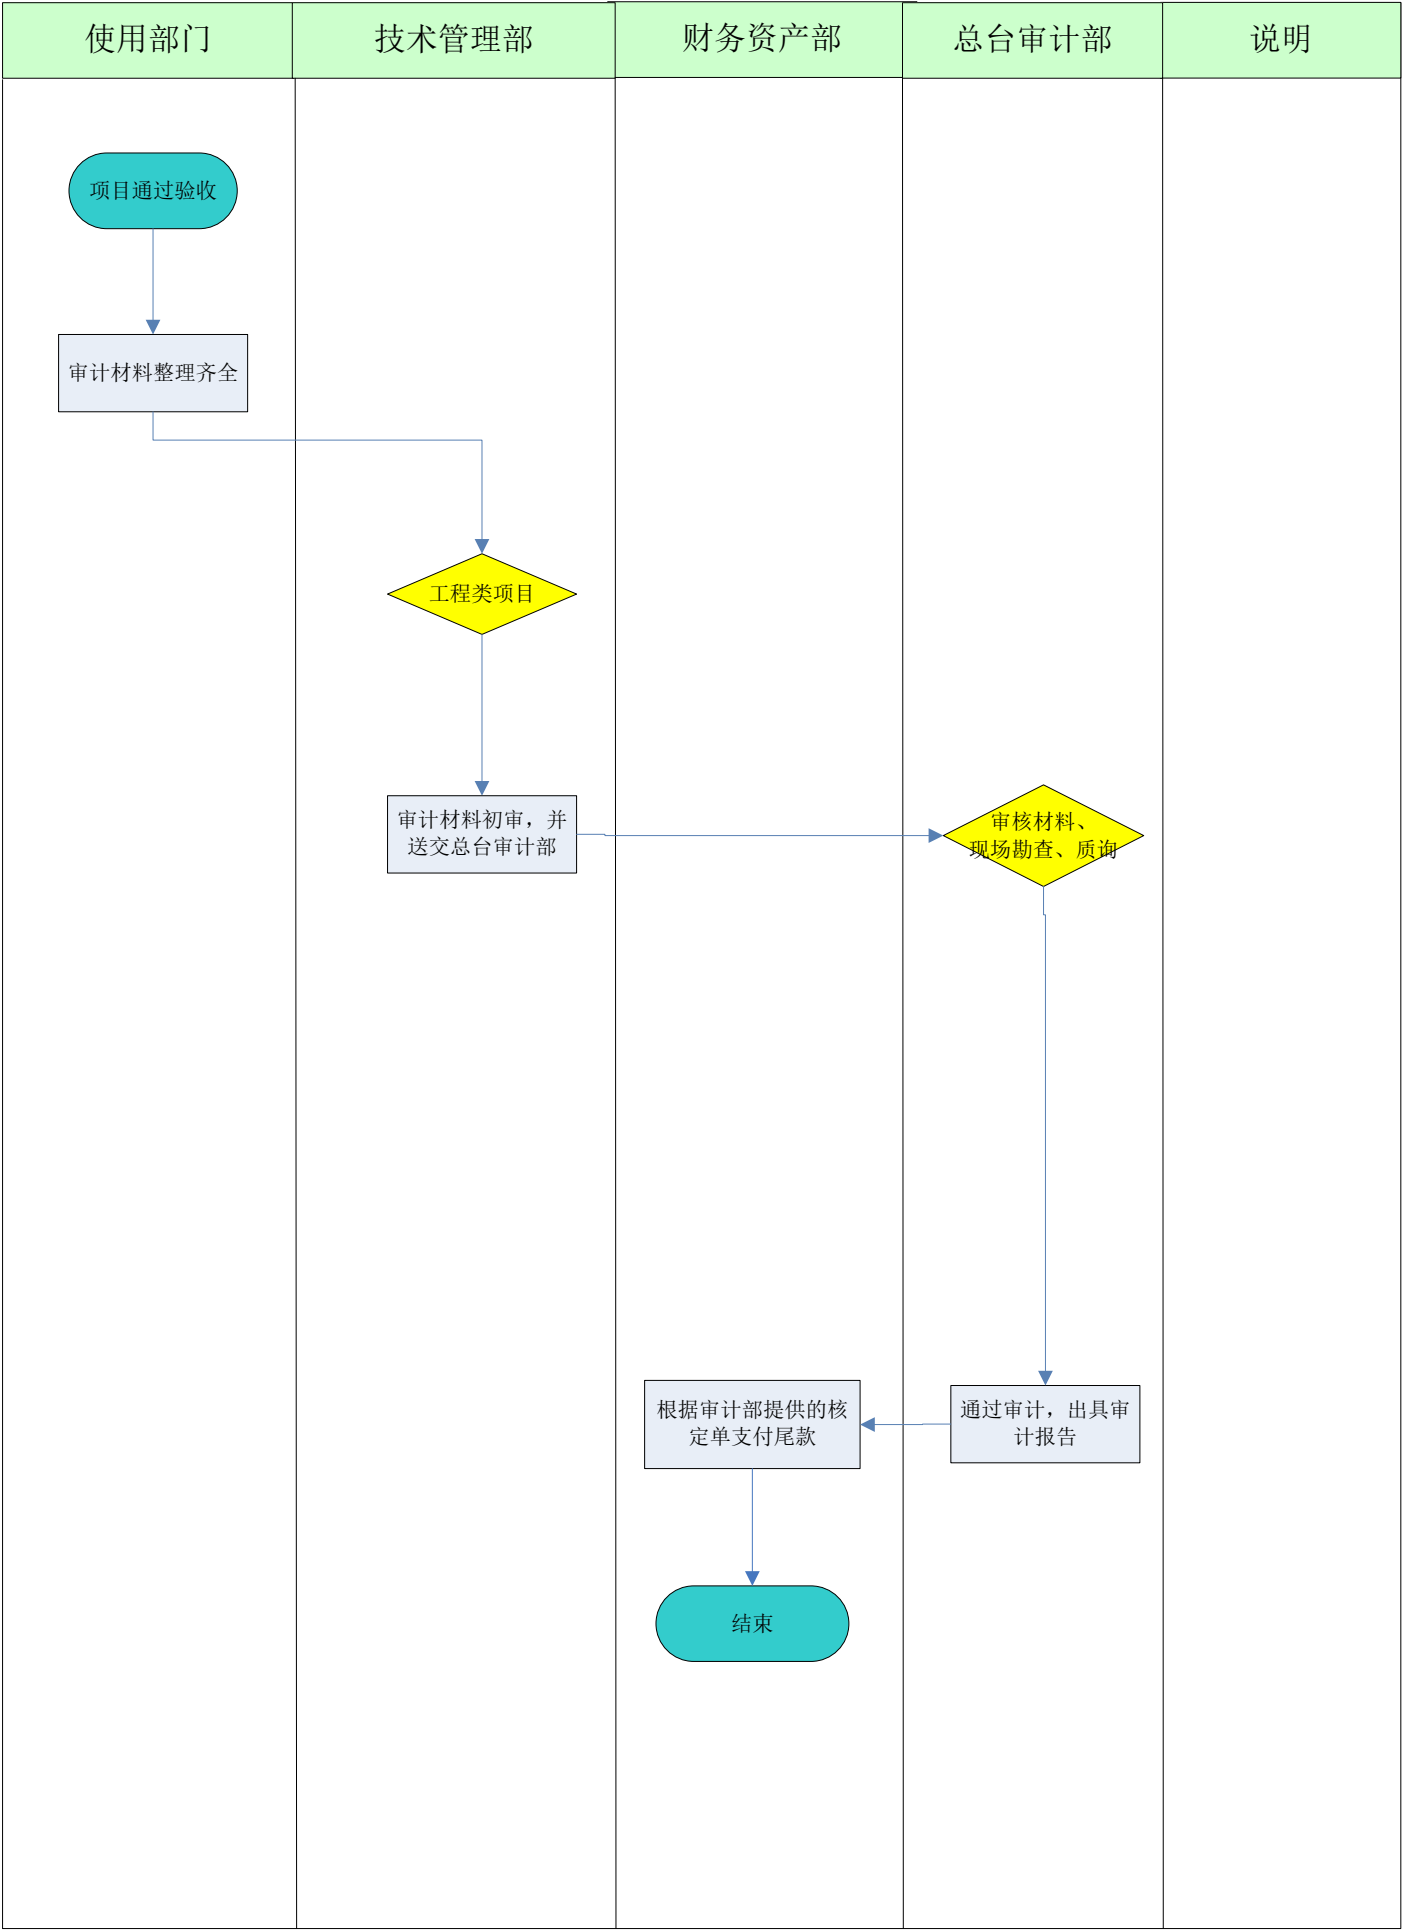 使用部门
技术管理部
财务资产部
总台审计部
说明
项目通过验收
审计材料整理齐全
工程类项目
审计材料初审，并
送交总台审计部
审核材料、
现场勘查、质询
通过审计，出具审
计报告
根据审计部提供的核
定单支付尾款
结束